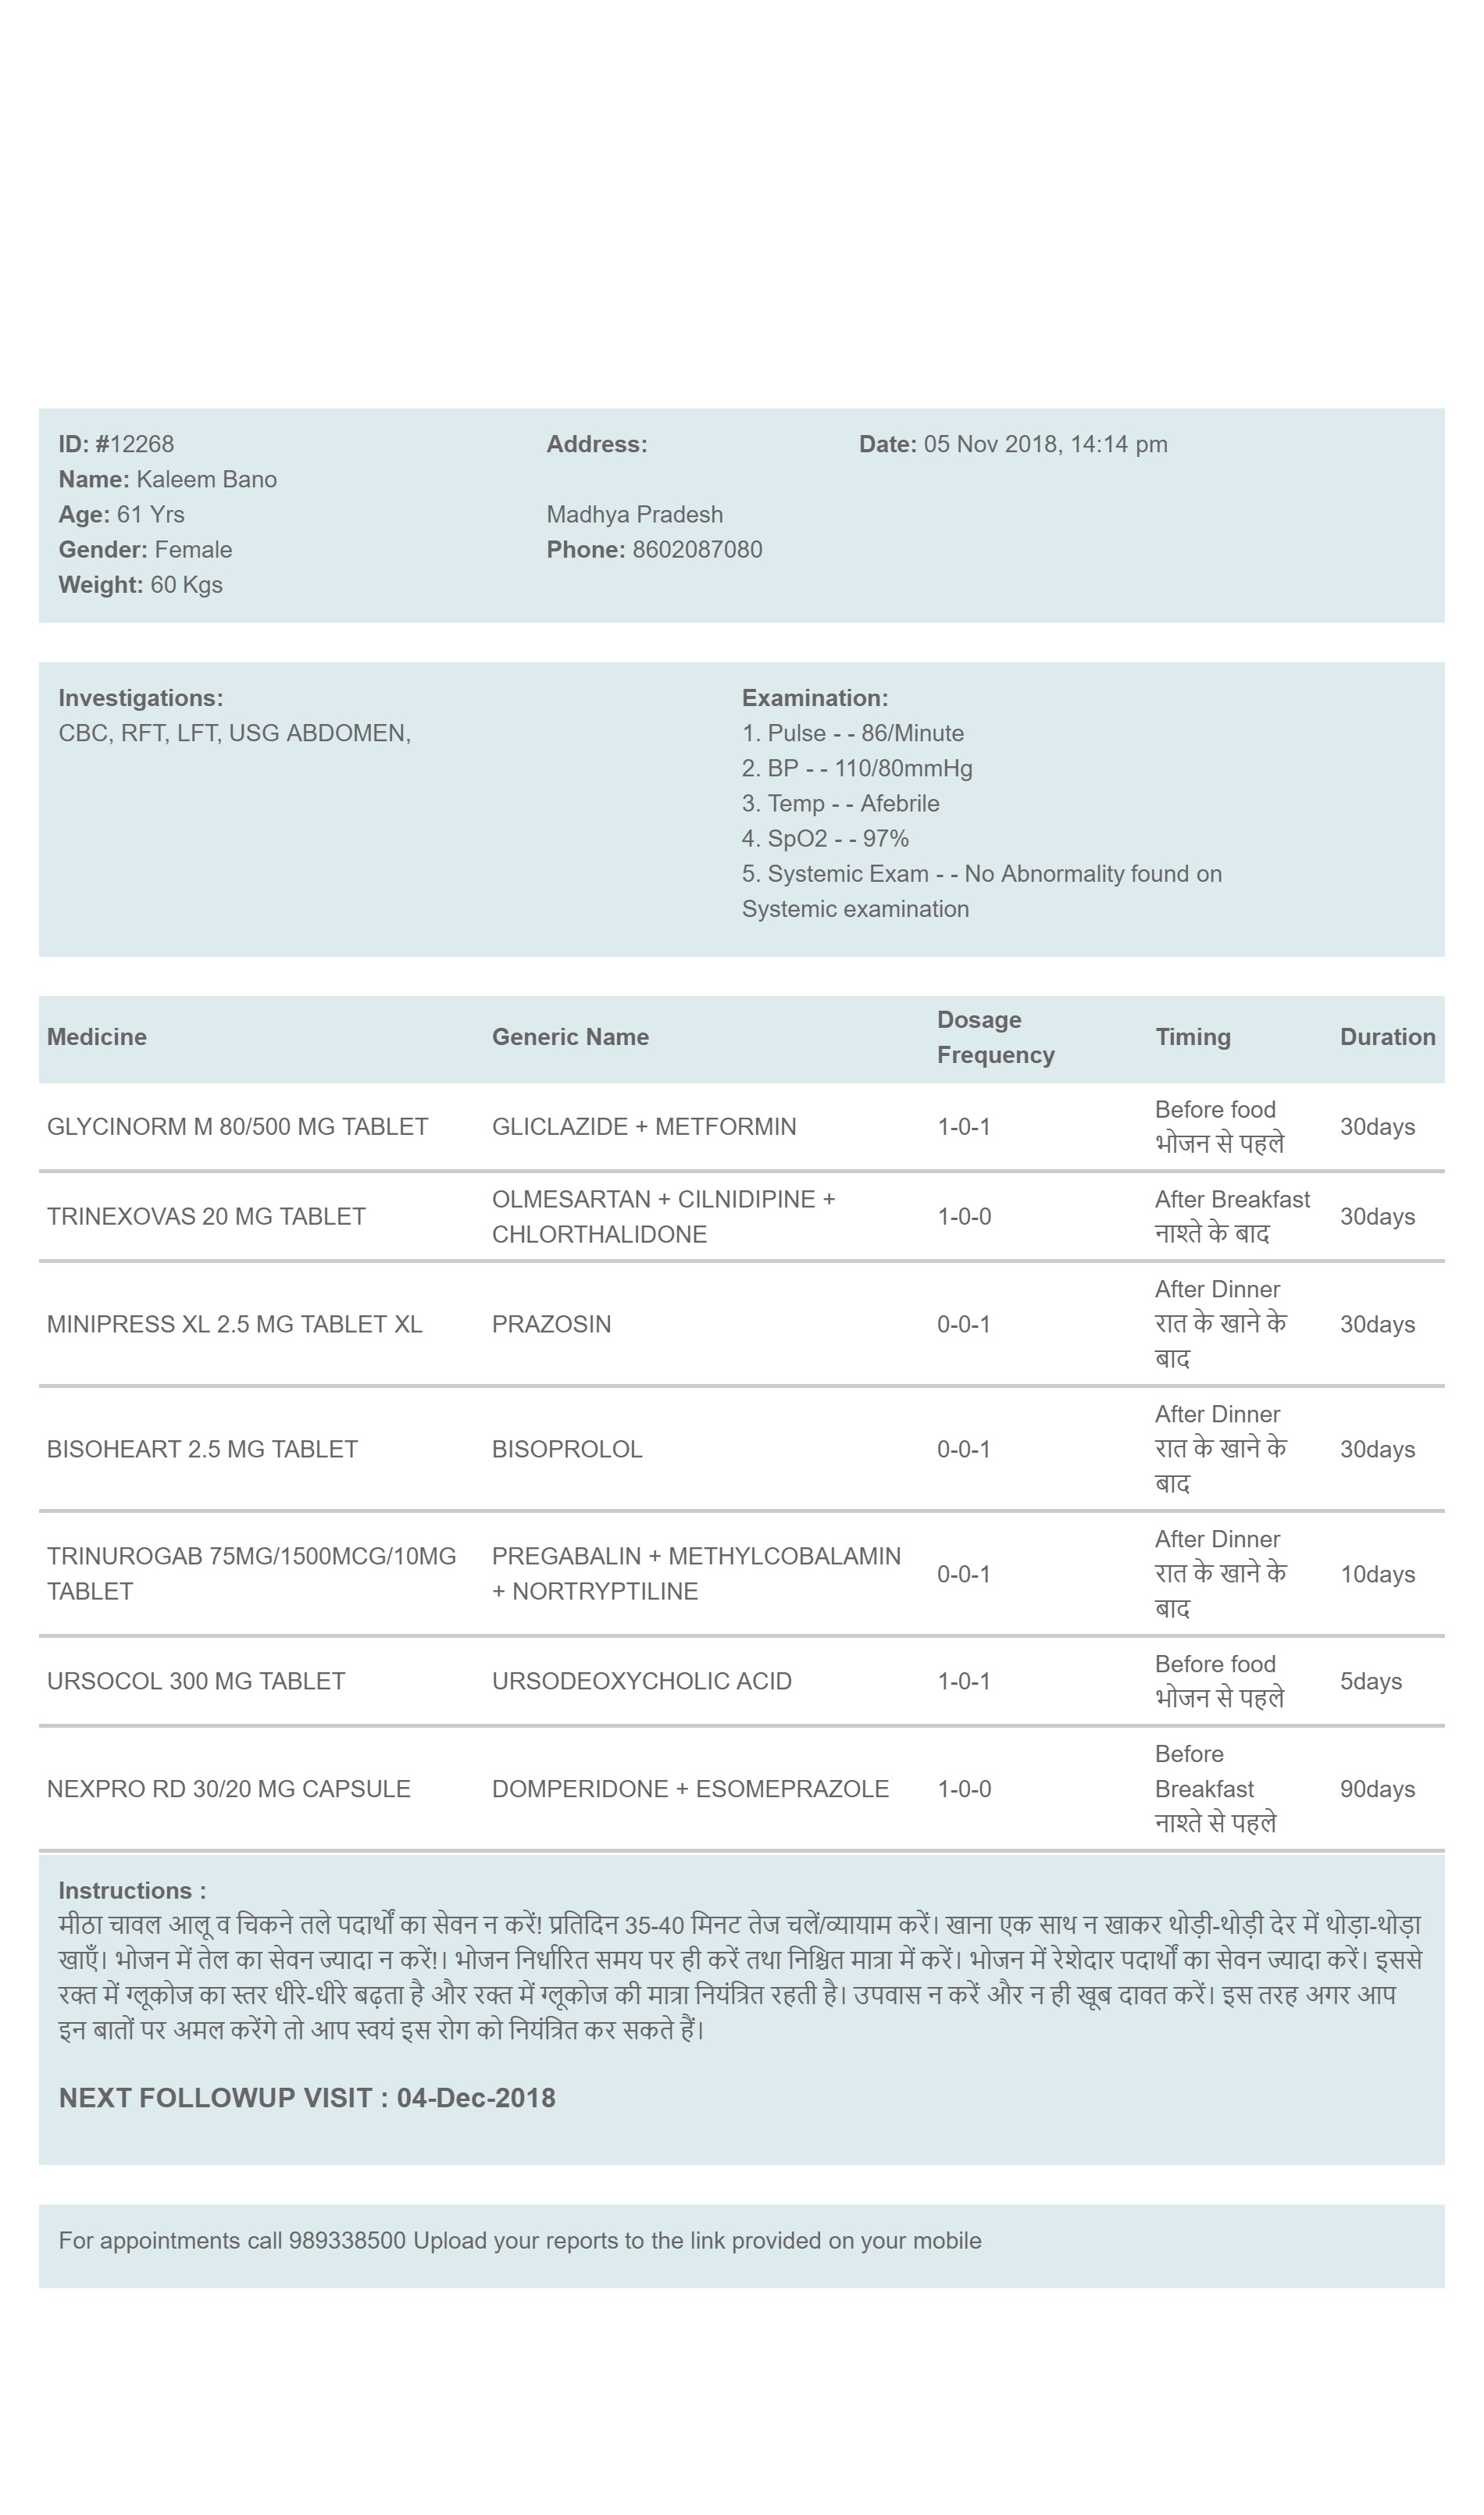 ID: #12268
Name: Kaleem Bano
Age: 61 Yrs
Gender: Female
Weight: 60 Kgs
Address:
Madhya Pradesh
Phone: 8602087080
Date: 05 Nov 2018, 14:14 pm
Investigations:
CBC, RFT, LFT, USG ABDOMEN,
Examination:
1. Pulse - - 86/Minute
2. BP - - 110/80mmHg
3. Temp - - Afebrile
4. SpO2 - - 97%
5. Systemic Exam - - No Abnormality found on
Systemic examination
Medicine Generic Name Dosage Frequency Timing Duration
GLYCINORM M 80/500 MG TABLET GLICLAZIDE + METFORMIN 1-0-1 Before food भोजन से पहले 30days
TRINEXOVAS 20 MG TABLET OLMESARTAN + CILNIDIPINE + CHLORTHALIDONE 1-0-0 After Breakfast नाश्ते के बाद 30days
MINIPRESS XL 2.5 MG TABLET XL PRAZOSIN 0-0-1 After Dinner रात के खाने के बाद 30days
BISOHEART 2.5 MG TABLET BISOPROLOL 0-0-1 After Dinner रात के खाने के बाद 30days
TRINUROGAB 75MG/1500MCG/10MG TABLET PREGABALIN + METHYLCOBALAMIN + NORTRYPTILINE 0-0-1 After Dinner रात के खाने के बाद 10days
URSOCOL 300 MG TABLET URSODEOXYCHOLIC ACID 1-0-1 Before food भोजन से पहले 5days
NEXPRO RD 30/20 MG CAPSULE DOMPERIDONE + ESOMEPRAZOLE 1-0-0 Before Breakfast नाश्ते से पहले 90days
Instructions :
मीठा चावल आलू व चिकने तले पदार्थों का सेवन न करें! प्रतिदिन 35-40 मिनट तेज चलें/व्यायाम करें। खाना एक साथ न खाकर थोड़ी-थोड़ी देर में थोड़ा-थोड़ा
खाएँ। भोजन में तेल का सेवन ज्यादा न करें!। भोजन निर्धारित समय पर ही करें तथा निश्चित मात्रा में करें। भोजन में रेशेदार पदार्थों का सेवन ज्यादा करें। इससे
रक्त में ग्लूकोज का स्तर धीरे-धीरे बढ़ता है और रक्त में ग्लूकोज की मात्रा नियंत्रित रहती है। उपवास न करें और न ही खूब दावत करें। इस तरह अगर आप
इन बातों पर अमल करेंगे तो आप स्वयं इस रोग को नियंत्रित कर सकते हैं।
NEXT FOLLOWUP VISIT : 04-Dec-2018
For appointments call 989338500 Upload your reports to the link provided on your mobile